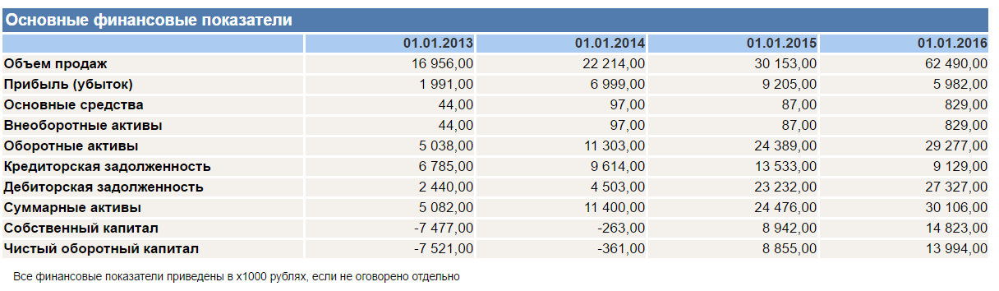 Основные финансовые показатели
01.01.2013 01.01.2014 01.01.2015 01.01.2016
Объем продаж 16 956,00 22 214,00 30 153,00 62 490,00
Прибыль (убыток) 1 991,00 6 999,00 9 205,00 5 982,00
Основные средства 44,00 97,00 87,00 829,00
Внеоборотные активы 44,00 97,00 87,00 829,00
Оборотные активы 5 038,00 11 303,00 24 389,00 29 277,00
Кредиторская задолженность 6 785,00 9 614,00 13 533,00 9 129,00
Дебиторская задолженность 2 440,00 4 503,00 23 232,00 27 327,00
Суммарные активы 5 082,00 11 400,00 24 476,00 30 106,00
Собственный капитал -7 477,00 -263,00 8 942,00 14 823,00
Чистый оборотный капитал -7 521,00 -361,00 8 855,00 13 994,00
Все финансовые показатели приведены в х1000 рублях, если не оговорено отдельно